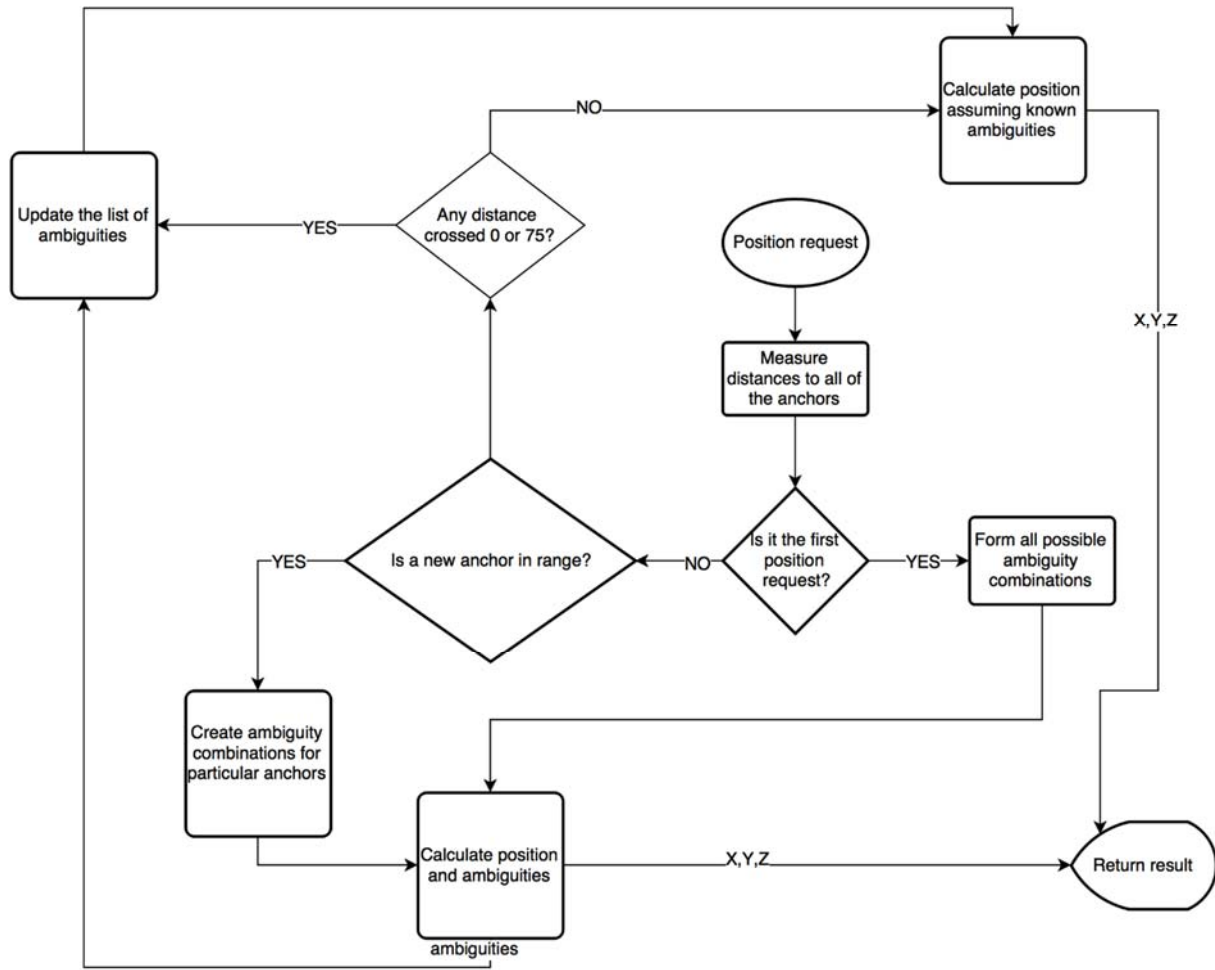 NO
Calculate position
assuming known
ambiguities
Update the list of
ambiguities
YES
Any distance
crossed 0 or 75?
Position request
X,Y,Z
Measure
distances to all of
the anchors
Is it the first
position
request?
Is a new anchor in range?
YES
NO
YES
Form all possible
ambiguity
combinations
Create ambiguity
combinations for
particular anchors
Calculate position
and ambiguities
X,Y,Z
Return result
ambiguities